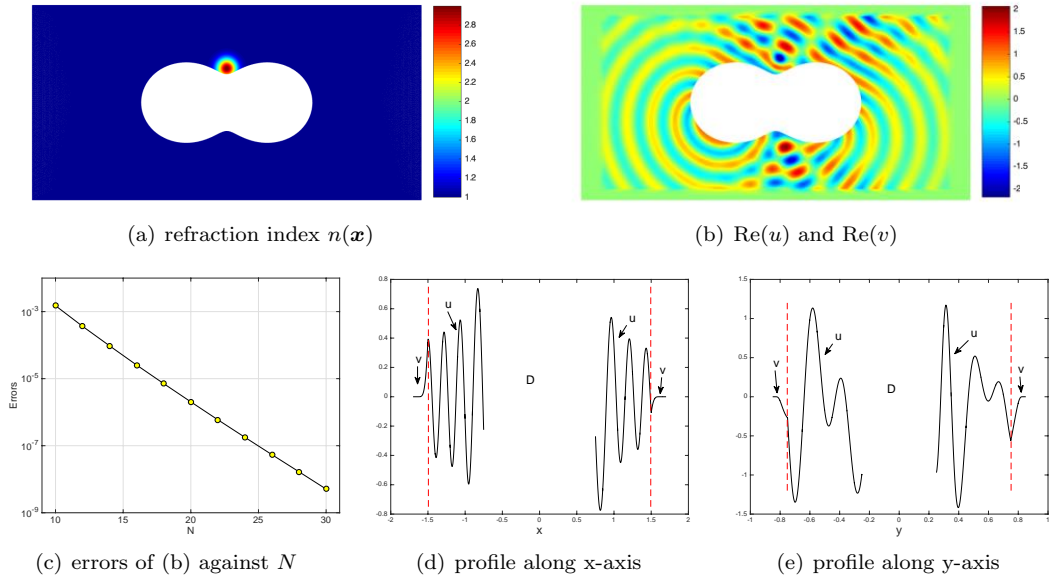 2.8
2.6
2.4
2.2
2
1.8
1.6
1.4
1.2
1
2
1.5
1
0.5
0
-0.5
-1
-1.5
-2
(a) refraction index n(x)
(b) Re(u) and Re(v)
10^-3
10^-5
10^-7
10^-9
Errors
10 15 20 25 30
N
0.8
0.6
0.4
0.2
0
-0.2
-0.4
-0.6
-0.8
v
u
D
u
v
-2 -1.5 -1 -0.5 0 0.5 1 1.5 2
x
1.5
1
0.5
0
-0.5
-1
-1.5
v
u
D
u
v
-1 -0.8 -0.6 -0.4 -0.2 0 0.2 0.4 0.6 0.8 1
y
(c) errors of (b) against N
(d) profile along x-axis
(e) profile along y-axis